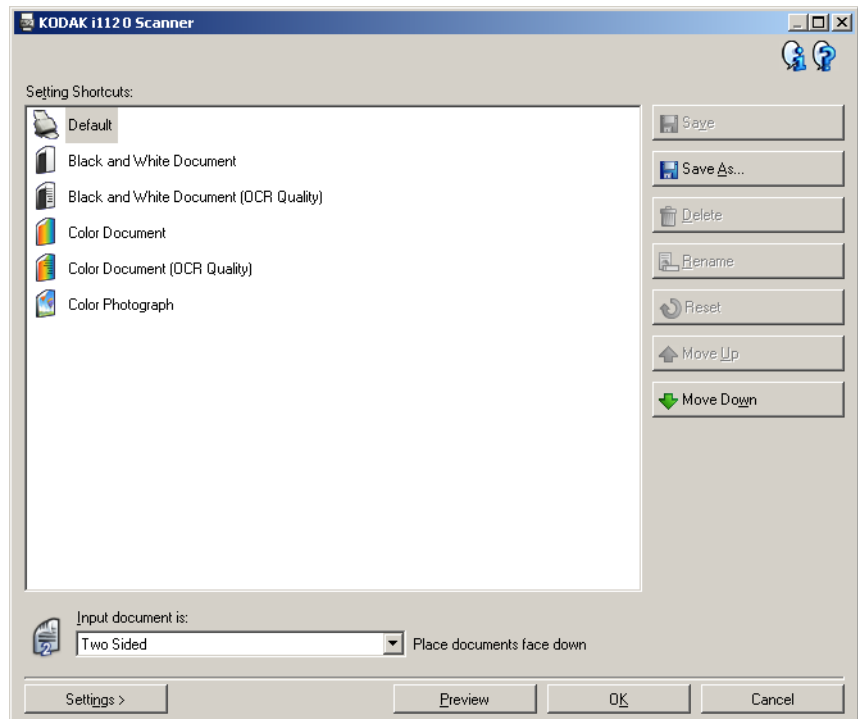 KODAK i1120 Scanner
Setting Shortcuts:
Default
Black and White Document
Black and White Document (OCR Quality)
Color Document
Color Document (OCR Quality)
Color Photograph
Save
Save As...
Delete
Rename
Reset
Move Up
Move Down
Input document is:
2
Two Sided
Place documents face down
Settings >
Preview
OK
Cancel